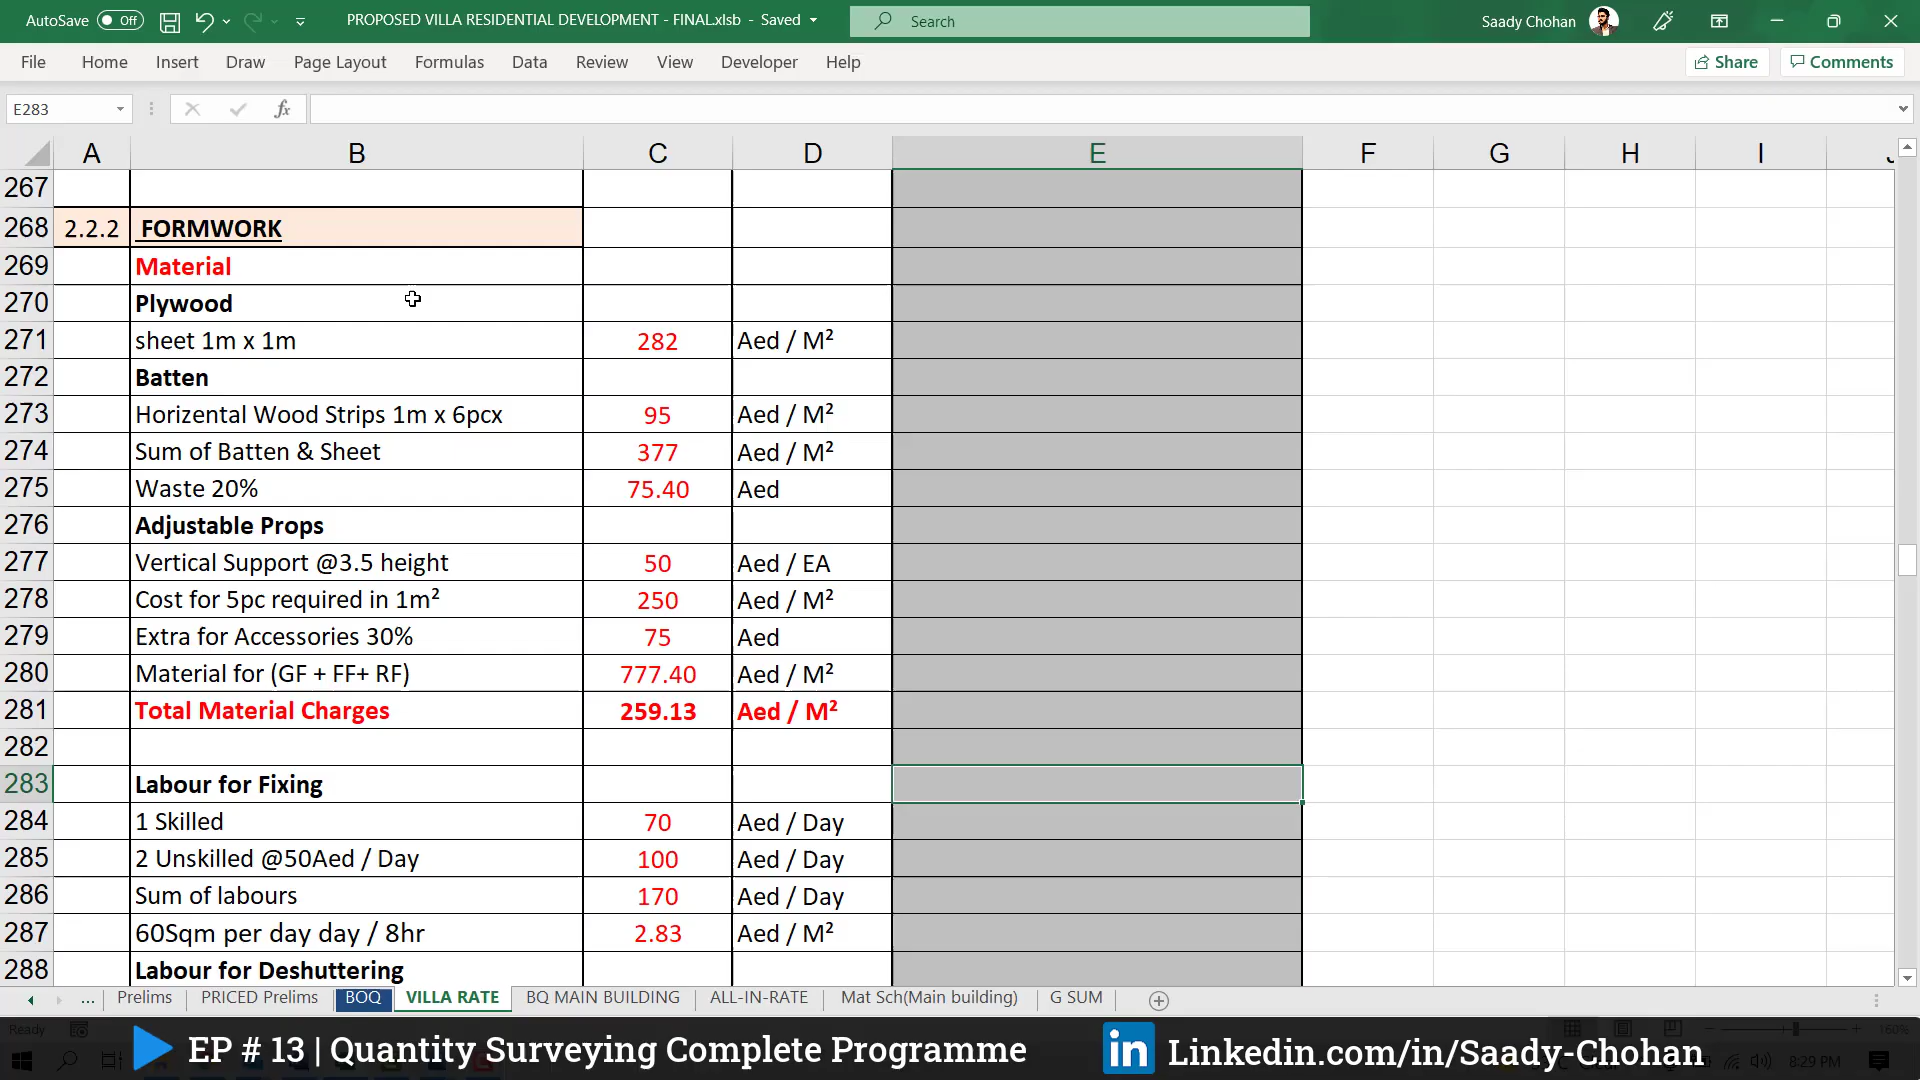 AutoSave Off PROPOSED VILLA RESIDENTIAL DEVELOPMENT - FINAL.xlsb - Saved Search Saady Chohan
File Home Insert Draw Page Layout Formulas Data Review View Developer Help Share Comments
E283 fx
A B C D E F G H I J
267
268 2.2.2 FORMWORK
269 Material
270 Plywood
271 sheet 1m x 1m 282 Aed / M²
272 Batten
273 Horizental Wood Strips 1m x 6pcx 95 Aed / M²
274 Sum of Batten & Sheet 377 Aed / M²
275 Waste 20% 75.40 Aed
276 Adjustable Props
277 Vertical Support @3.5 height 50 Aed / EA
278 Cost for 5pc required in 1m² 250 Aed / M²
279 Extra for Accessories 30% 75 Aed
280 Material for (GF + FF+ RF) 777.40 Aed / M²
281 Total Material Charges 259.13 Aed / M²
282
283 Labour for Fixing
284 1 Skilled 70 Aed / Day
285 2 Unskilled @50Aed / Day 100 Aed / Day
286 Sum of labours 170 Aed / Day
287 60Sqm per day day / 8hr 2.83 Aed / M²
288 Labour for Deshuttering
... Prelims PRICED Prelims BOQ VILLA RATE BQ MAIN BUILDING ALL-IN-RATE Mat Sch(Main building) G SUM
Ready 160%
EP # 13 | Quantity Surveying Complete Programme in Linkedin.com/in/Saady-Chohan
8:29 PM